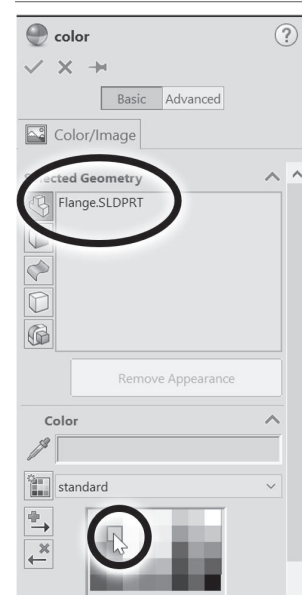 color
?
Basic Advanced
Color/Image
Selected Geometry
Flange.SLDPRT
Remove Appearance
Color
standard